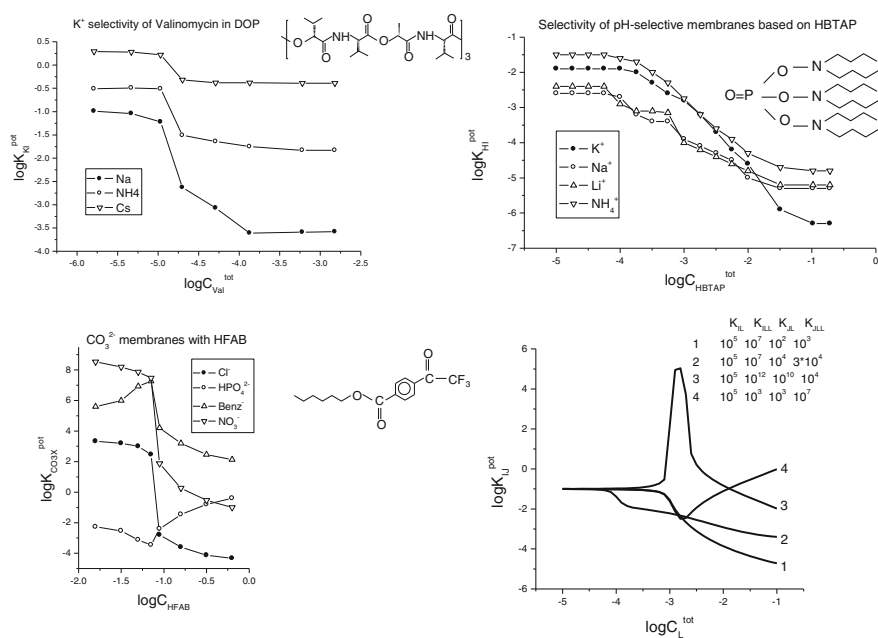 K⁺ selectivity of Valinomycin in DOP
O
O
NH
O
NH
O
O
O
3
logK_KI^pot
0.5
0.0
-0.5
-1.0
-1.5
-2.0
-2.5
-3.0
-3.5
-4.0
Na
NH4
Cs
-6.0 -5.5 -5.0 -4.5 -4.0 -3.5 -3.0 -2.5
logC_Val^tot
Selectivity of pH-selective membranes based on HBTAP
O=P
O N
O N
O N
logK_HI^pot
-1
-2
-3
-4
-5
-6
-7
K⁺
Na⁺
Li⁺
NH₄⁺
-5 -4 -3 -2 -1 0
logC_HBTAP^tot
CO₃²⁻ membranes with HFAB
logK_CO3X^pot
8
6
4
2
0
-2
-4
Cl⁻
HPO₄²⁻
Benz⁻
NO₃⁻
-2.0 -1.5 -1.0 -0.5 0.0
logC_HFAB
O
CF₃
O C
O
C
K_IL K_ILL K_JL K_JLL
1 10⁵ 10⁷ 10² 10³
2 10⁵ 10⁷ 10⁴ 3*10⁴
3 10⁵ 10¹² 10¹⁰ 10⁴
4 10⁵ 10³ 10³ 10⁷
logK_IJ^pot
6
4
2
0
-2
-4
-6
4
3
2
1
-5 -4 -3 -2 -1
logC_L^tot